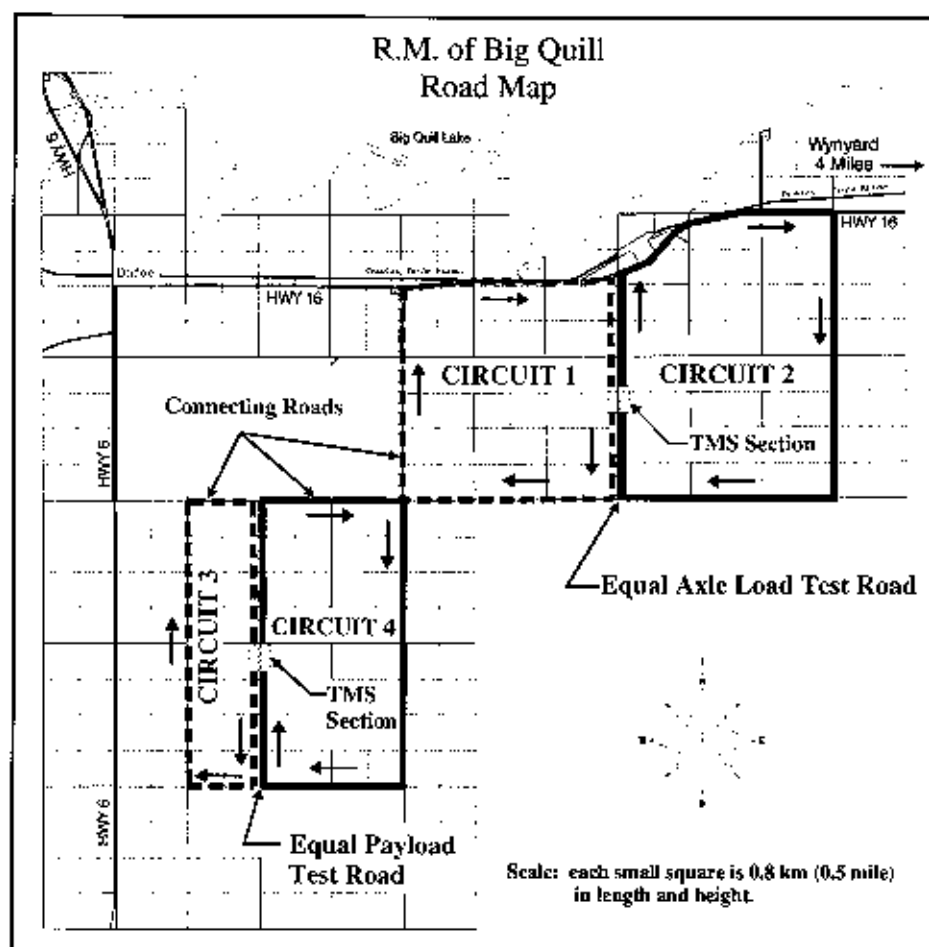 R.M. of Big Quill
Road Map
Big Quill Lake
HWY 6
Wynyard
4 Miles
HWY 16
Dafoe
HWY 16
CIRCUIT 1
CIRCUIT 2
Connecting Roads
TMS Section
HWY 6
Equal Axle Load Test Road
CIRCUIT 3
CIRCUIT 4
TMS
Section
HWY 6
Equal Payload
Test Road
Scale: each small square is 0.8 km (0.5 mile)
in length and height.